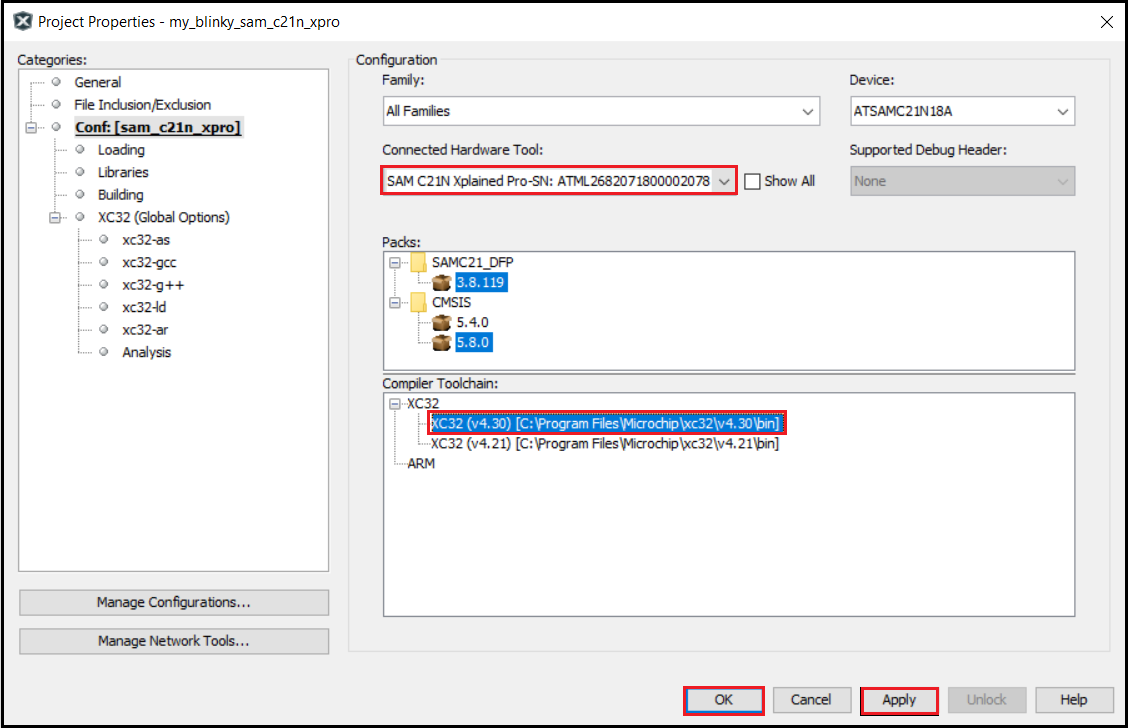 Project Properties - my_blinky_sam_c21n_xpro
Categories:
General
File Inclusion/Exclusion
Conf: [sam_c21n_xpro]
Loading
Libraries
Building
XC32 (Global Options)
xc32-as
xc32-gcc
xc32-g++
xc32-ld
xc32-ar
Analysis
Manage Configurations...
Manage Network Tools...
Configuration
Family:
Device:
All Families
ATSAMC21N18A
Connected Hardware Tool:
Supported Debug Header:
SAM C21N Xplained Pro-SN: ATML2682071800002078
Show All
None
Packs:
SAMC21_DFP
3.8.119
CMSIS
5.4.0
5.8.0
Compiler Toolchain:
XC32
XC32 (v4.30) [C:\Program Files\Microchip\xc32\v4.30\bin]
XC32 (v4.21) [C:\Program Files\Microchip\xc32\v4.21\bin]
ARM
OK
Cancel
Apply
Unlock
Help